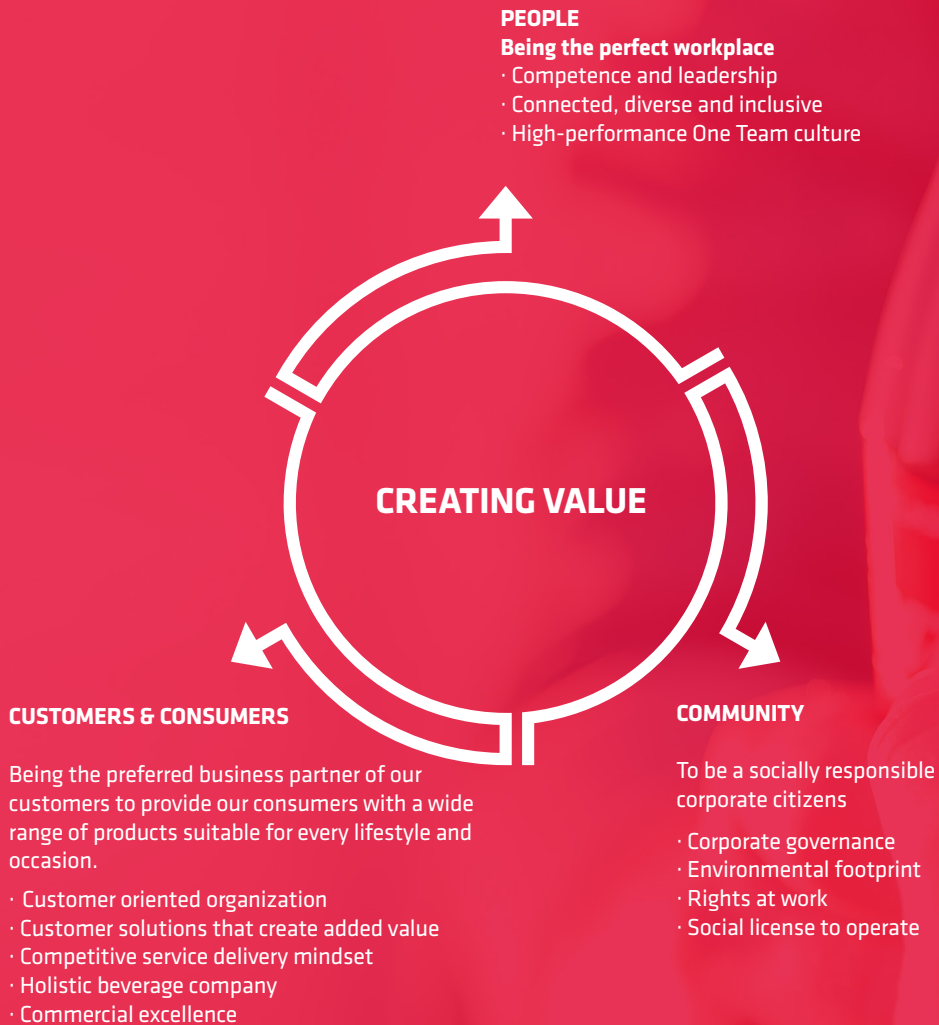 PEOPLE
Being the perfect workplace
· Competence and leadership
· Connected, diverse and inclusive
· High-performance One Team culture
CREATING VALUE
CUSTOMERS & CONSUMERS
Being the preferred business partner of our
customers to provide our consumers with a wide
range of products suitable for every lifestyle and
occasion.
· Customer oriented organization
· Customer solutions that create added value
· Competitive service delivery mindset
· Holistic beverage company
· Commercial excellence
COMMUNITY
To be a socially responsible
corporate citizens
· Corporate governance
· Environmental footprint
· Rights at work
· Social license to operate